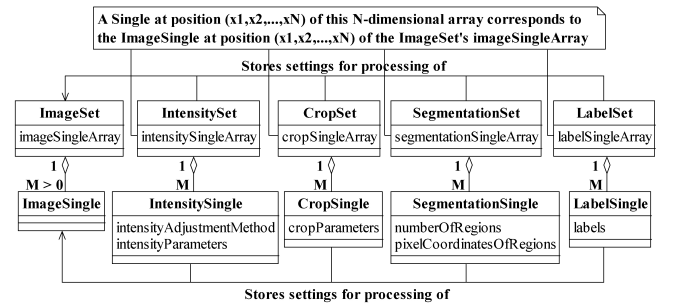 A Single at position (x1,x2,...,xN) of this N-dimensional array corresponds to
the ImageSingle at position (x1,x2,...,xN) of the ImageSet's imageSingleArray
Stores settings for processing of
ImageSet
imageSingleArray
IntensitySet
intensitySingleArray
CropSet
cropSingleArray
SegmentationSet
segmentationSingleArray
LabelSet
labelSingleArray
1
M > 0
1
M
1
M
1
M
1
M
ImageSingle
IntensitySingle
intensityAdjustmentMethod
intensityParameters
CropSingle
cropParameters
SegmentationSingle
numberOfRegions
pixelCoordinatesOfRegions
LabelSingle
labels
Stores settings for processing of